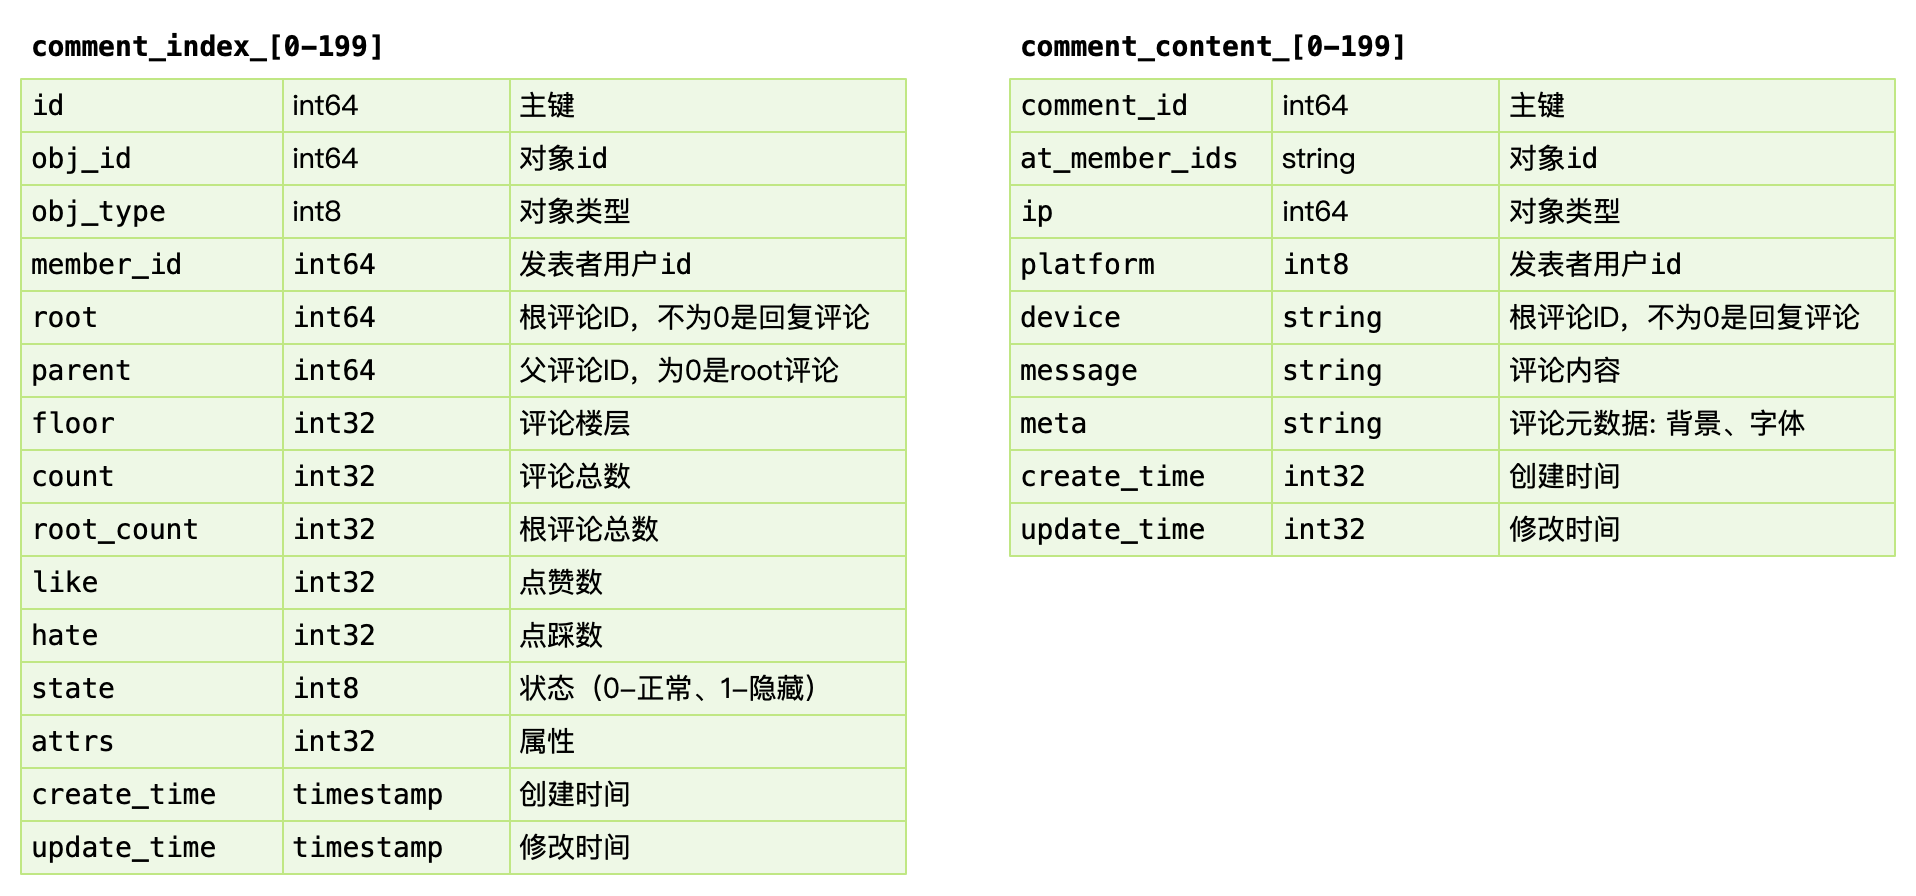 comment_index_[0-199]
id int64 主键
obj_id int64 对象id
obj_type int8 对象类型
member_id int64 发表者用户id
root int64 根评论ID，不为0是回复评论
parent int64 父评论ID，为0是root评论
floor int32 评论楼层
count int32 评论总数
root_count int32 根评论总数
like int32 点赞数
hate int32 点踩数
state int8 状态（0-正常、1-隐藏）
attrs int32 属性
create_time timestamp 创建时间
update_time timestamp 修改时间
comment_content_[0-199]
comment_id int64 主键
at_member_ids string 对象id
ip int64 对象类型
platform int8 发表者用户id
device string 根评论ID，不为0是回复评论
message string 评论内容
meta string 评论元数据: 背景、字体
create_time int32 创建时间
update_time int32 修改时间